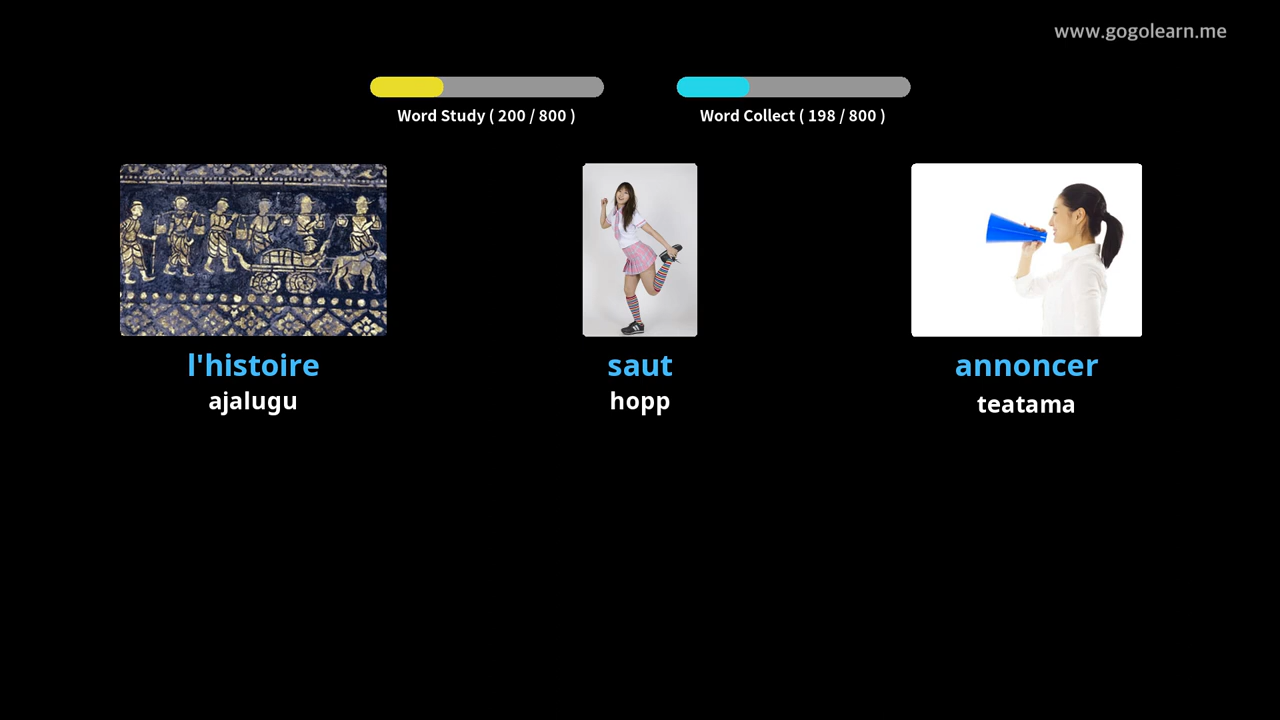 www.gogolearn.me
Word Study ( 200 / 800 )
Word Collect ( 198 / 800 )
l'histoire
ajalugu
saut
hopp
annoncer
teatama